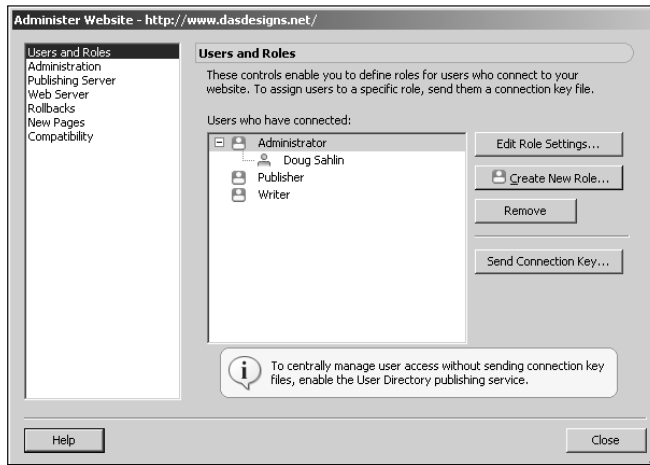 Administer Website - http://www.dasdesigns.net/
Users and Roles
Administration
Publishing Server
Web Server
Rollbacks
New Pages
Compatibility
Users and Roles
These controls enable you to define roles for users who connect to your
website. To assign users to a specific role, send them a connection key file.
Users who have connected:
Administrator
Doug Sahlin
Publisher
Writer
Edit Role Settings...
Create New Role...
Remove
Send Connection Key...
To centrally manage user access without sending connection key
files, enable the User Directory publishing service.
Help
Close